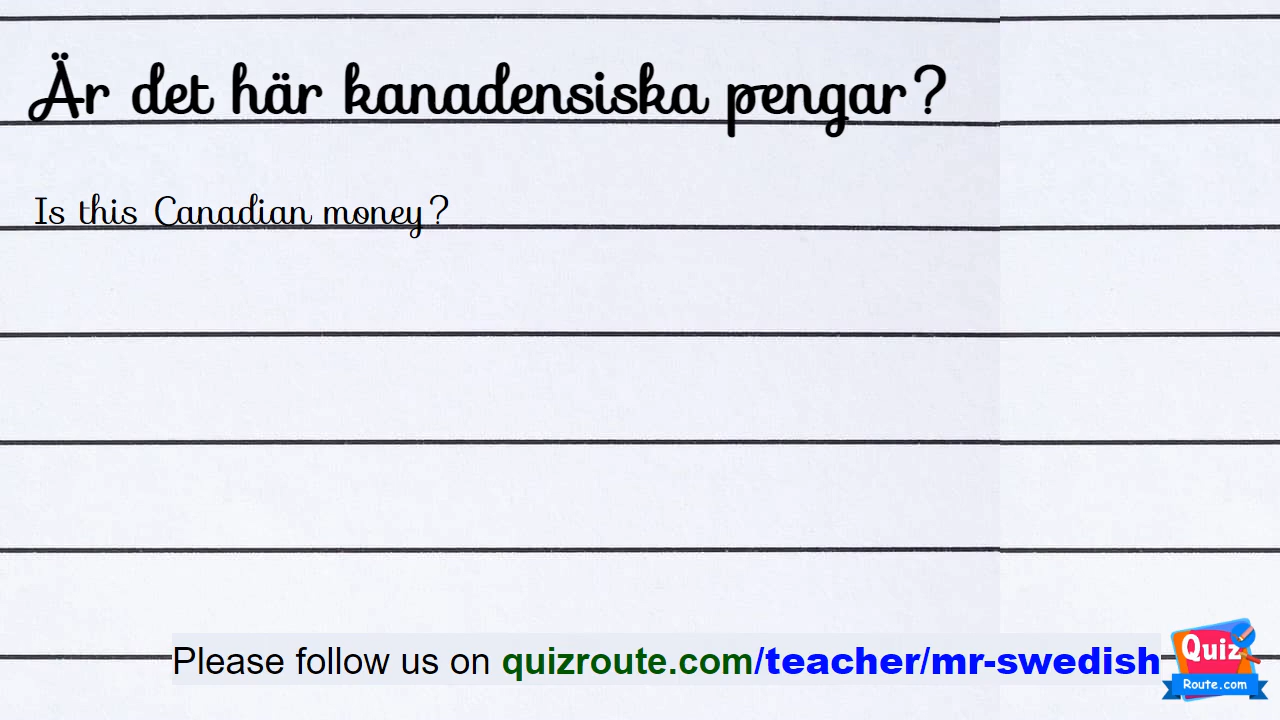 Är det här kanadensiska pengar?
Is this Canadian money?
Please follow us on quizroute.com/teacher/mr-swedish
Quiz
Route.com